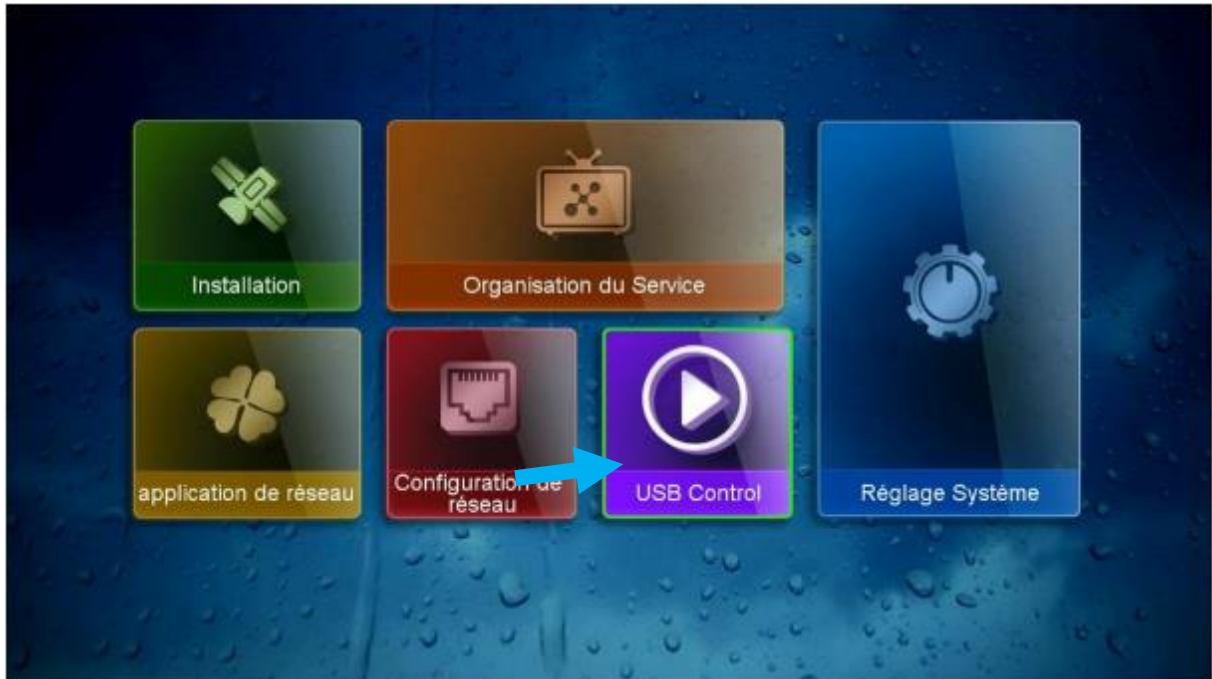 Installation
Organisation du Service
application de réseau
Configuration de
réseau
USB Control
Réglage Système